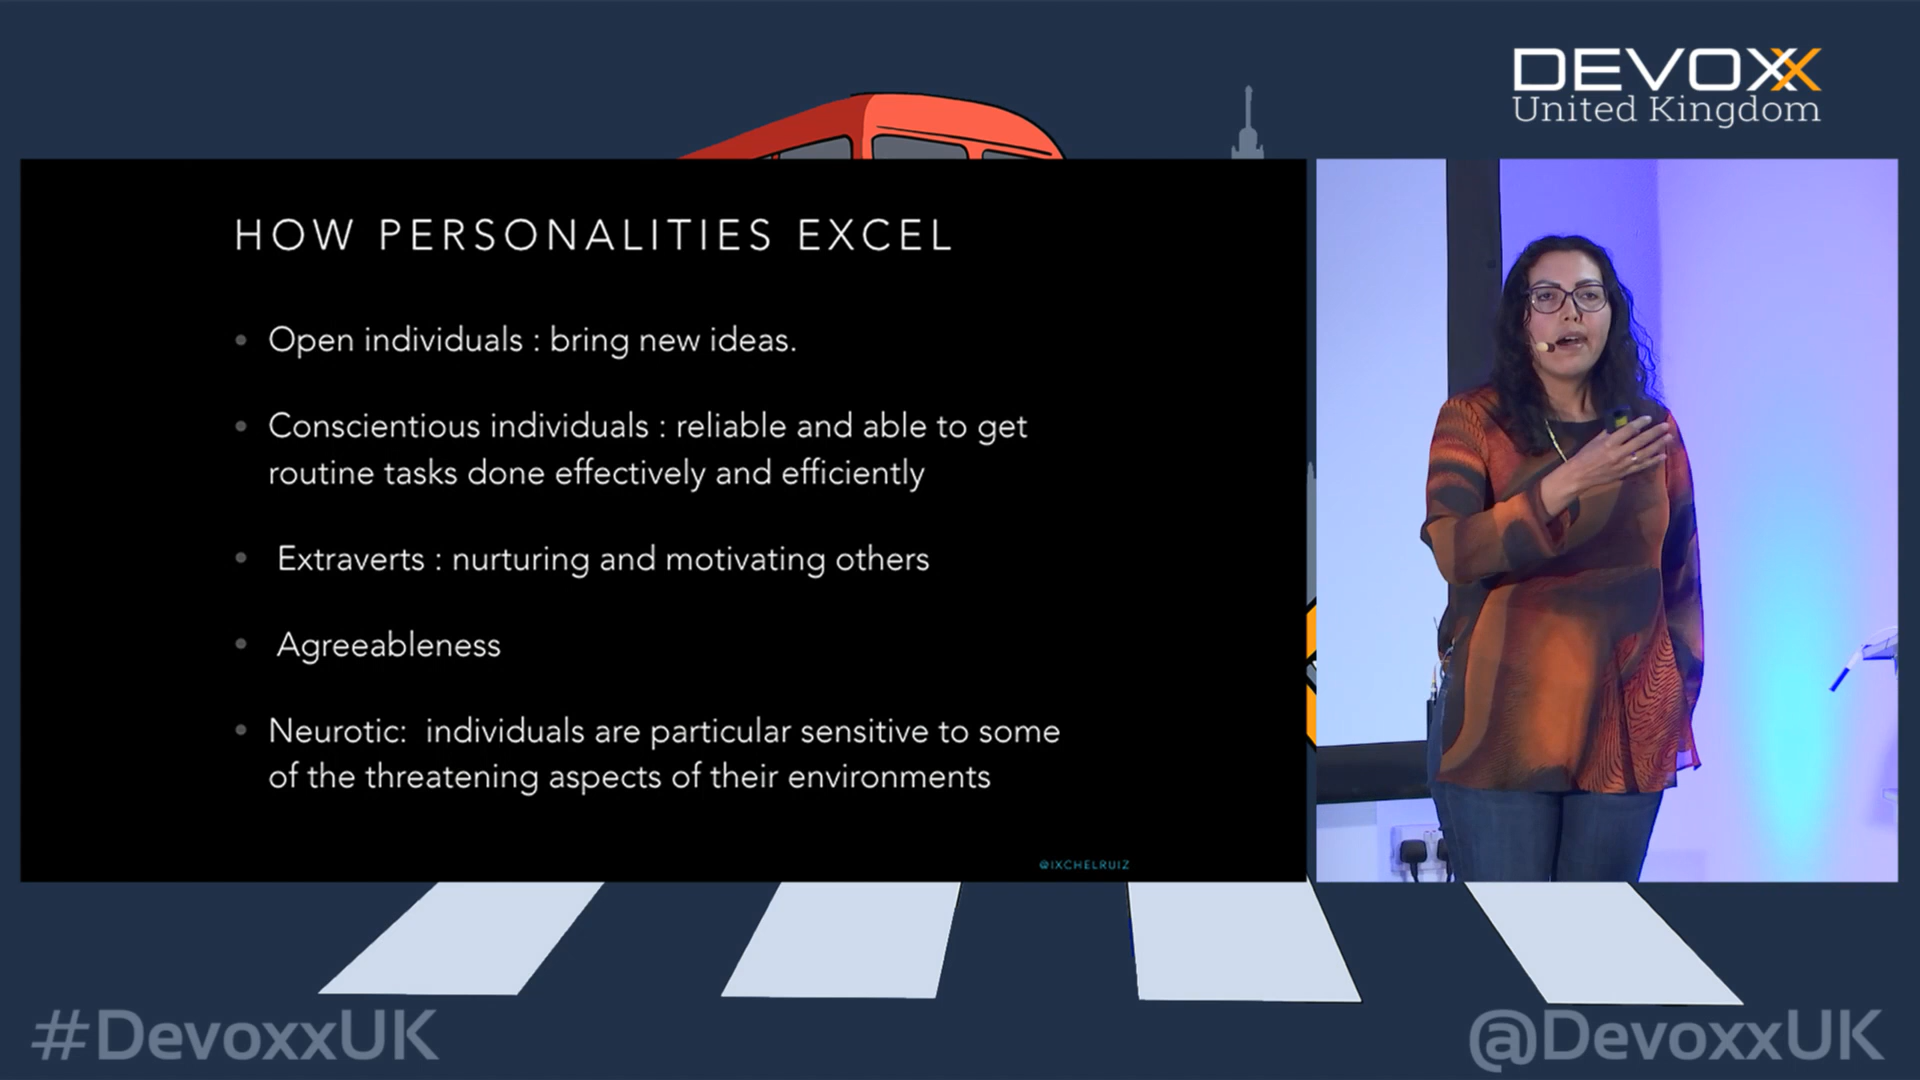 DEVOXX
United Kingdom
HOW PERSONALITIES EXCEL
• Open individuals : bring new ideas.
• Conscientious individuals : reliable and able to get
routine tasks done effectively and efficiently
• Extraverts : nurturing and motivating others
• Agreeableness
• Neurotic: individuals are particular sensitive to some
of the threatening aspects of their environments
@IXCHELRUIZ
#DevoxxUK
@DevoxxUK